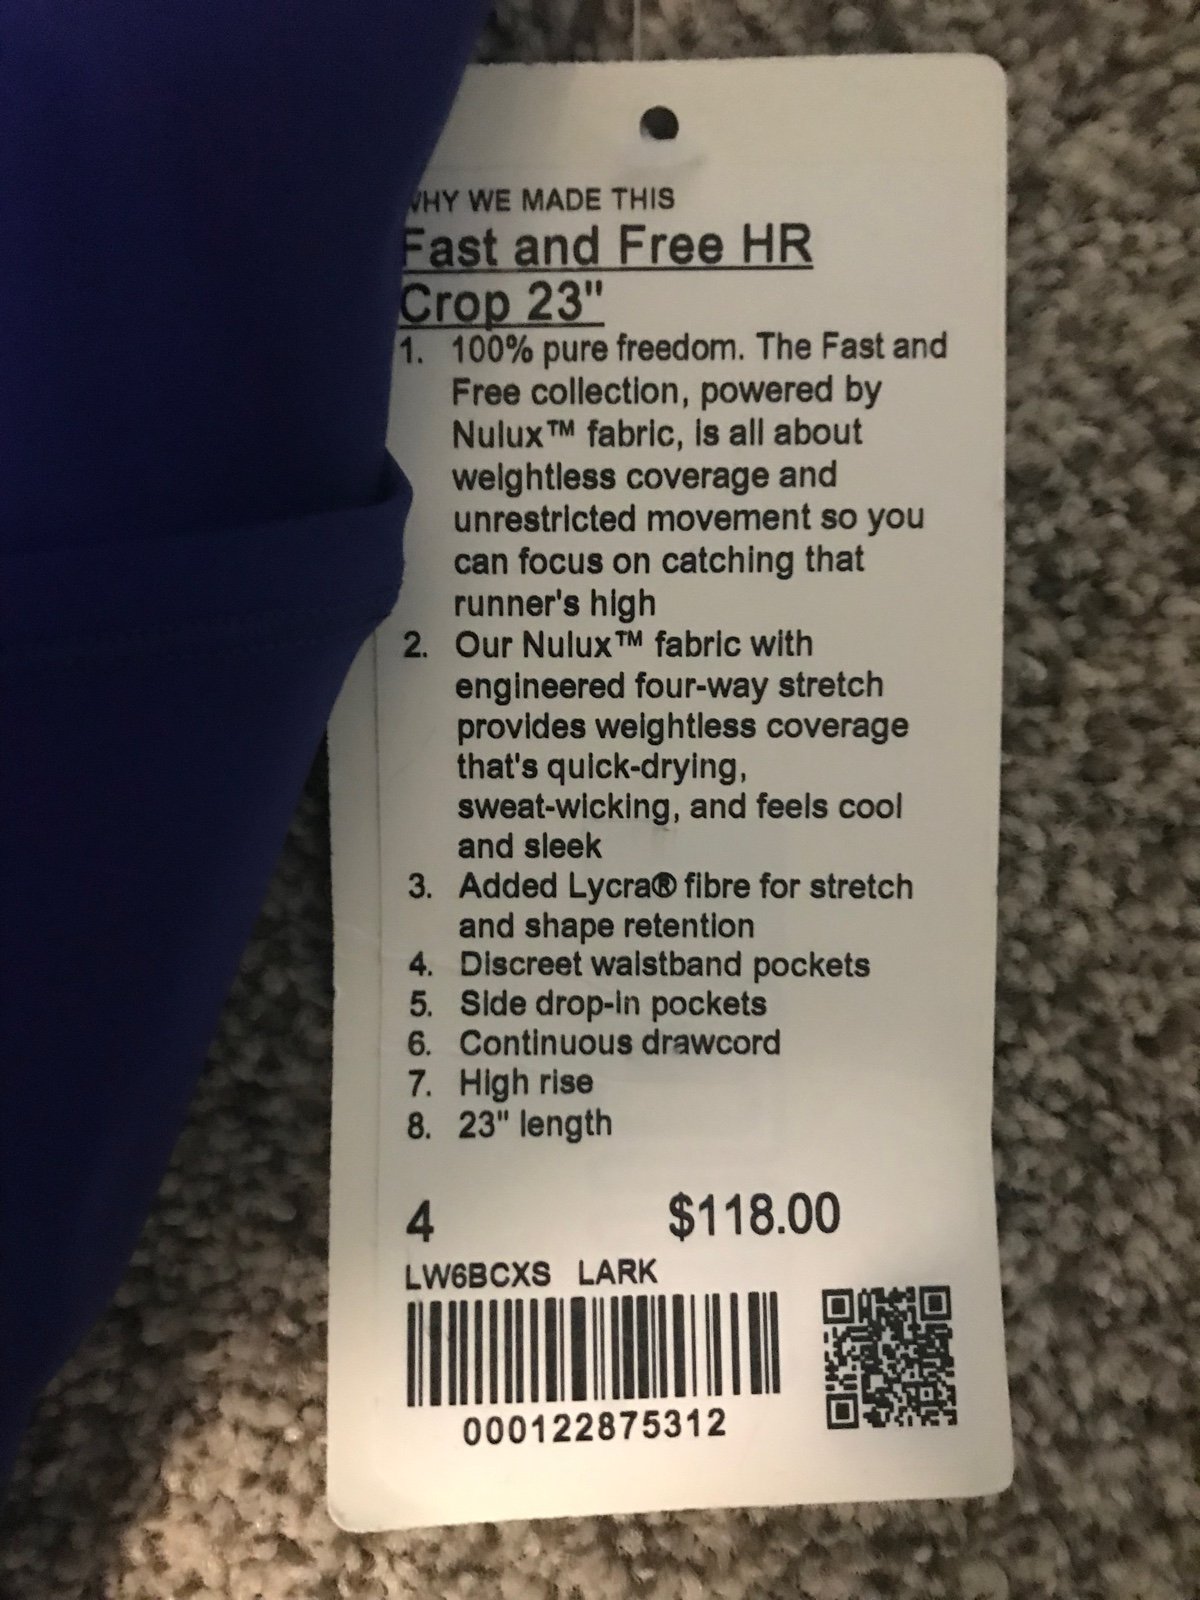 WHY WE MADE THIS
Fast and Free HR
Crop 23"
1. 100% pure freedom. The Fast and
Free collection, powered by
Nulux™ fabric, is all about
weightless coverage and
unrestricted movement so you
can focus on catching that
runner's high
2. Our Nulux™ fabric with
engineered four-way stretch
provides weightless coverage
that's quick-drying,
sweat-wicking, and feels cool
and sleek
3. Added Lycra® fibre for stretch
and shape retention
4. Discreet waistband pockets
5. Side drop-in pockets
6. Continuous drawcord
7. High rise
8. 23" length
4 $118.00
LW6BCXS LARK
000122875312